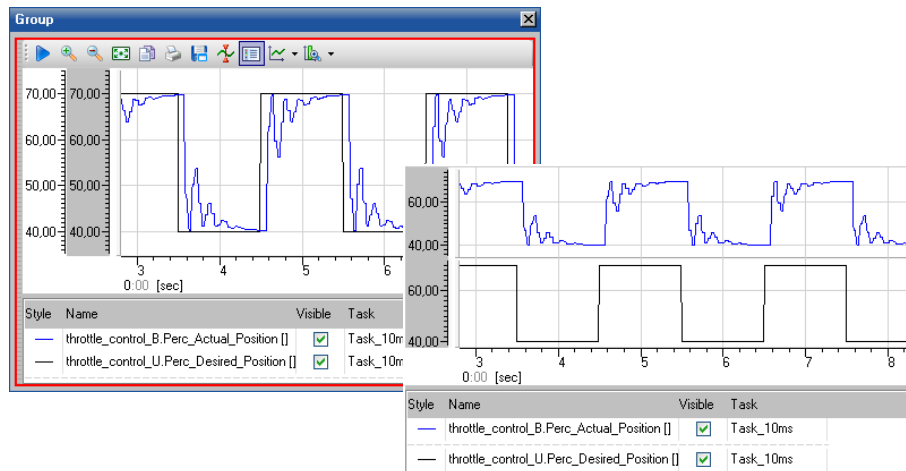 Group
70,00 70,00
60,00 60,00
50,00 50,00
40,00 40,00
3 4 5 6
0:00 [sec]
Style Name Visible Task
throttle_control_B.Perc_Actual_Position [] Task_10m
throttle_control_U.Perc_Desired_Position [] Task_10m
60,00
40,00
60,00
40,00
3 4 5 6 7 8
0:00 [sec]
Style Name Visible Task
throttle_control_B.Perc_Actual_Position [] Task_10ms
throttle_control_U.Perc_Desired_Position [] Task_10ms